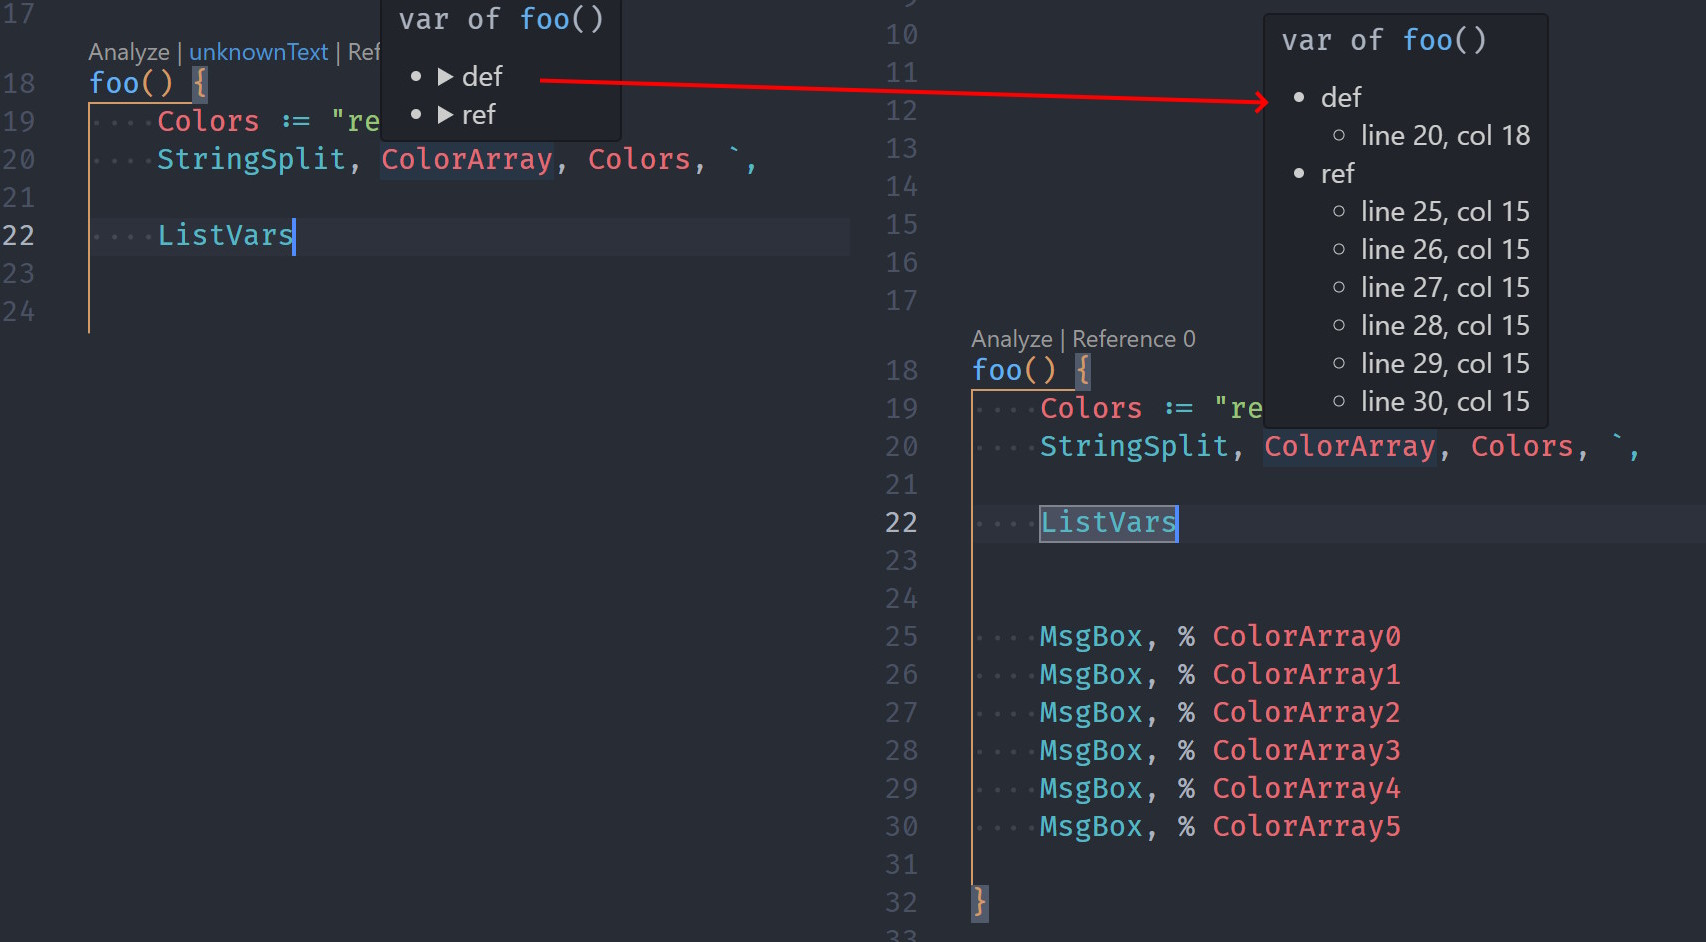 17
Analyze | unknownText | Ref
18 foo() {
19 Colors := "re
20 StringSplit, ColorArray, Colors, `,
21
22 ListVars
23
24
var of foo()
• ▶ def
• ▶ ref
10
11
12
13
14
15
16
17
Analyze | Reference 0
18 foo() {
19 Colors := "re
20 StringSplit, ColorArray, Colors, `,
21
22 ListVars
23
24
25 MsgBox, % ColorArray0
26 MsgBox, % ColorArray1
27 MsgBox, % ColorArray2
28 MsgBox, % ColorArray3
29 MsgBox, % ColorArray4
30 MsgBox, % ColorArray5
31
32 }
33
var of foo()
• def
○ line 20, col 18
• ref
○ line 25, col 15
○ line 26, col 15
○ line 27, col 15
○ line 28, col 15
○ line 29, col 15
○ line 30, col 15